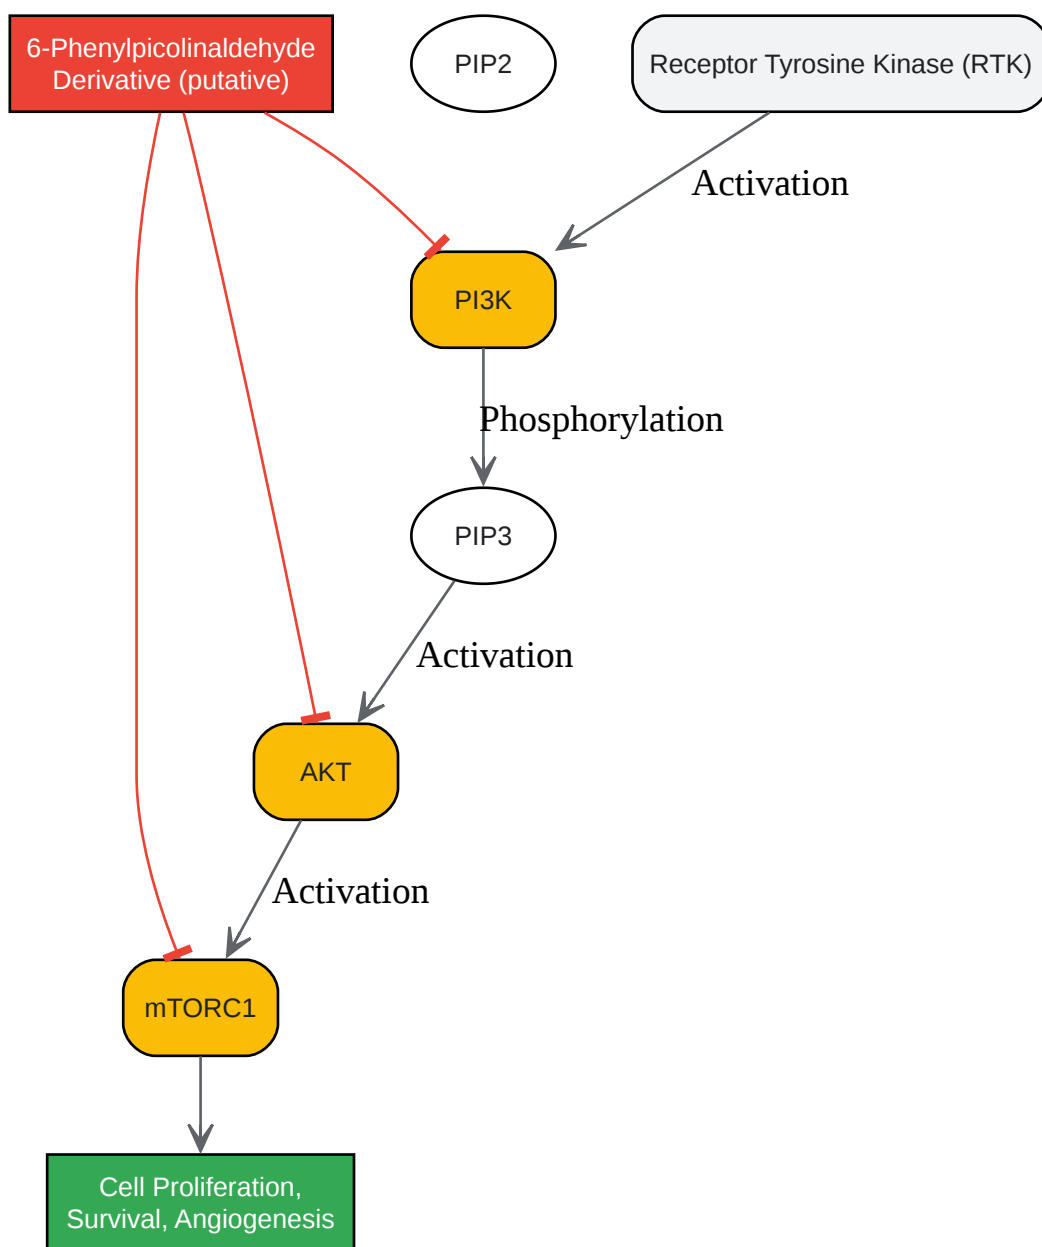 6-Phenylpicolinaldehyde
Derivative (putative)
PIP2
Receptor Tyrosine Kinase (RTK)
Activation
PI3K
Phosphorylation
PIP3
Activation
AKT
Activation
mTORC1
Cell Proliferation,
Survival, Angiogenesis